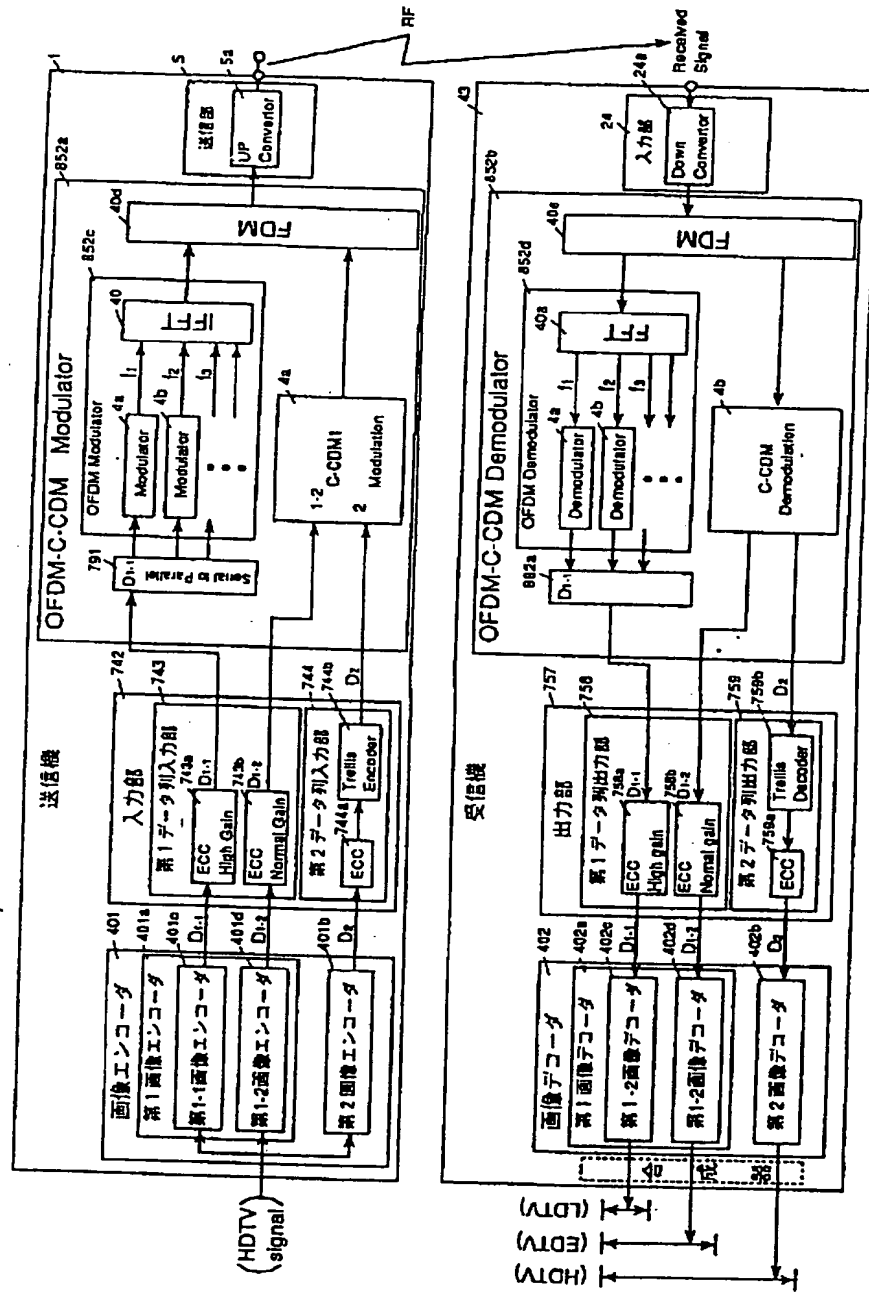 送信機
1
401
画像エンコーダ
401a
第1画像エンコーダ
401c
第1-1画像エンコーダ
401d
第1-2画像エンコーダ
401b
第2画像エンコーダ
(HDTV signal)
D1-1
D1-2
D2
742
入力部
743
第1データ列入力部
743a
ECC High Gain
D1-1
743b
ECC Normal Gain
D1-2
744
第2データ列入力部
744a
ECC
744b
Trellis Encoder
D2
852a
OFDM-C-CDM Modulator
791
D1-1
Serial to Parallel
852c
OFDM Modulator
4a
Modulator
4b
Modulator
f1
f2
f3
40
IFFT
4a
1-2
C-CDM1
2
Modulation
40d
FDM
5
送信部
5a
UP Convertor
RF
受信機
43
Received Signal
24
入力部
24a
Down Convertor
852b
OFDM-C-CDM Demodulator
40e
FDM
852d
OFDM Demodulator
40a
FFT
f1
f2
f3
4a
Demodulator
4b
Demodulator
882a
D1-1
4b
C-CDM Demodulation
757
出力部
758
第1データ列出力部
758a
ECC High gain
D1-1
758b
ECC Nomal gain
D1-2
759
第2データ列出力部
759a
ECC
759b
Trellis Decoder
D2
402
画像デコーダ
402a
第1画像デコーダ
402c
第1-2画像デコーダ
D1-1
402d
第1-2画像デコーダ
D1-2
402b
第2画像デコーダ
D2
合成部
(LDTV)
(EDTV)
(HDTV)